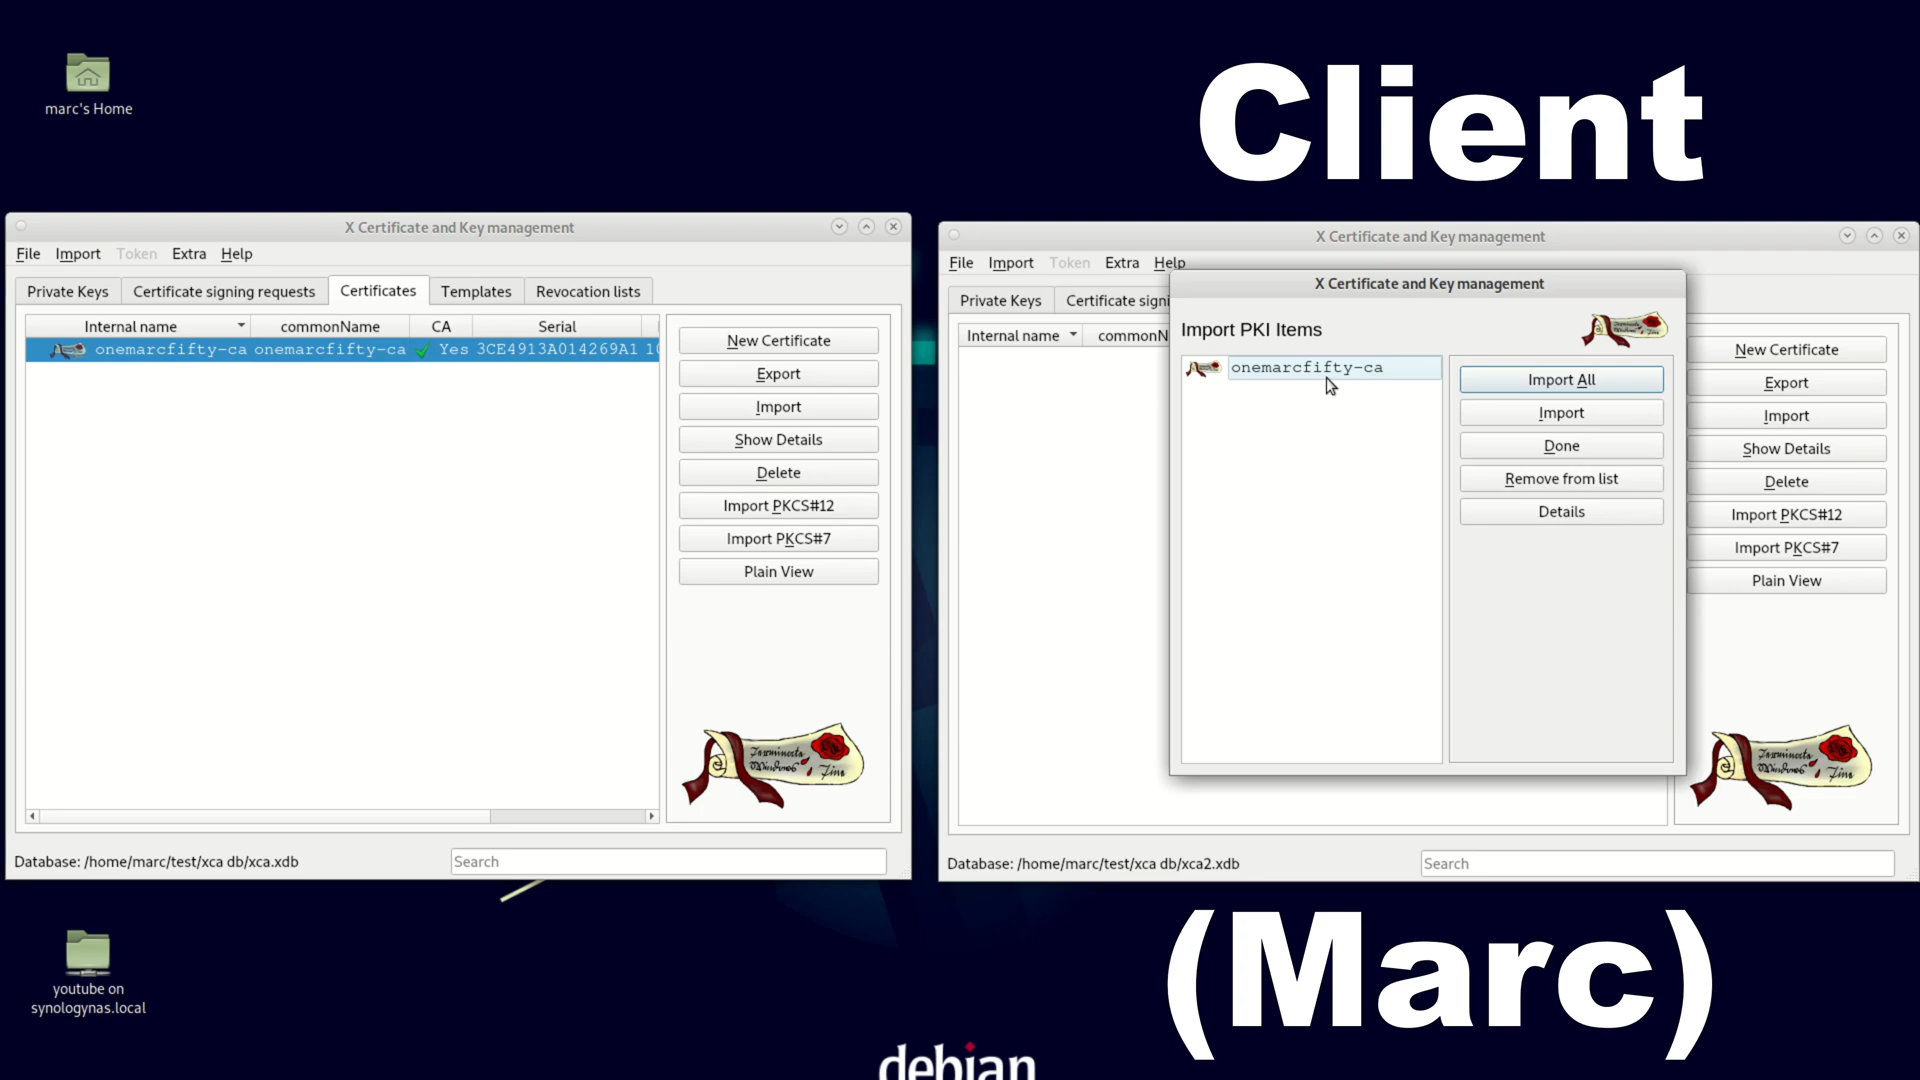 Client
marc's Home
X Certificate and Key management
File Import Token Extra Help
Private Keys Certificate signing requests Certificates Templates Revocation lists
Internal name commonName CA Serial
onemarcfifty-ca onemarcfifty-ca Yes 3CE4913A014269A1 10
New Certificate
Export
Import
Show Details
Delete
Import PKCS#12
Import PKCS#7
Plain View
Database: /home/marc/test/xca db/xca.xdb
Search
X Certificate and Key management
File Import Token Extra Help
Private Keys Certificate signi
Internal name commonN
New Certificate
Export
Import
Show Details
Delete
Import PKCS#12
Import PKCS#7
Plain View
Database: /home/marc/test/xca db/xca2.xdb
Search
X Certificate and Key management
Import PKI Items
onemarcfifty-ca
Import All
Import
Done
Remove from list
Details
youtube on
synologynas.local
(Marc)
debian